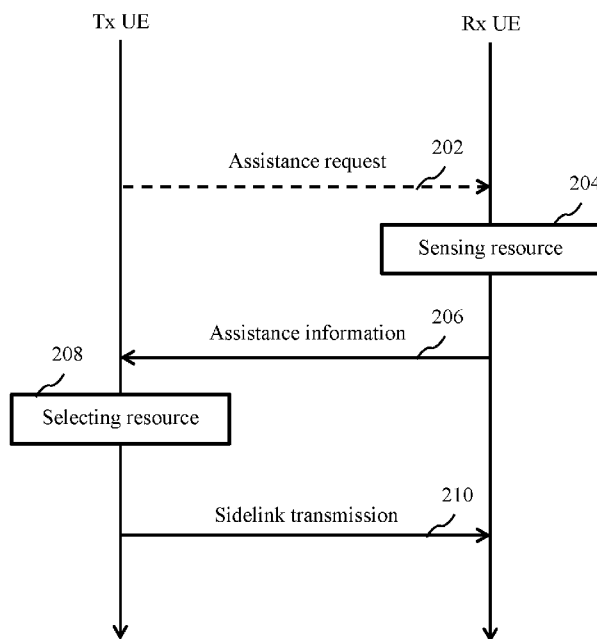 Tx UE
Rx UE
Assistance request
202
204
Sensing resource
Assistance information
206
208
Selecting resource
Sidelink transmission
210